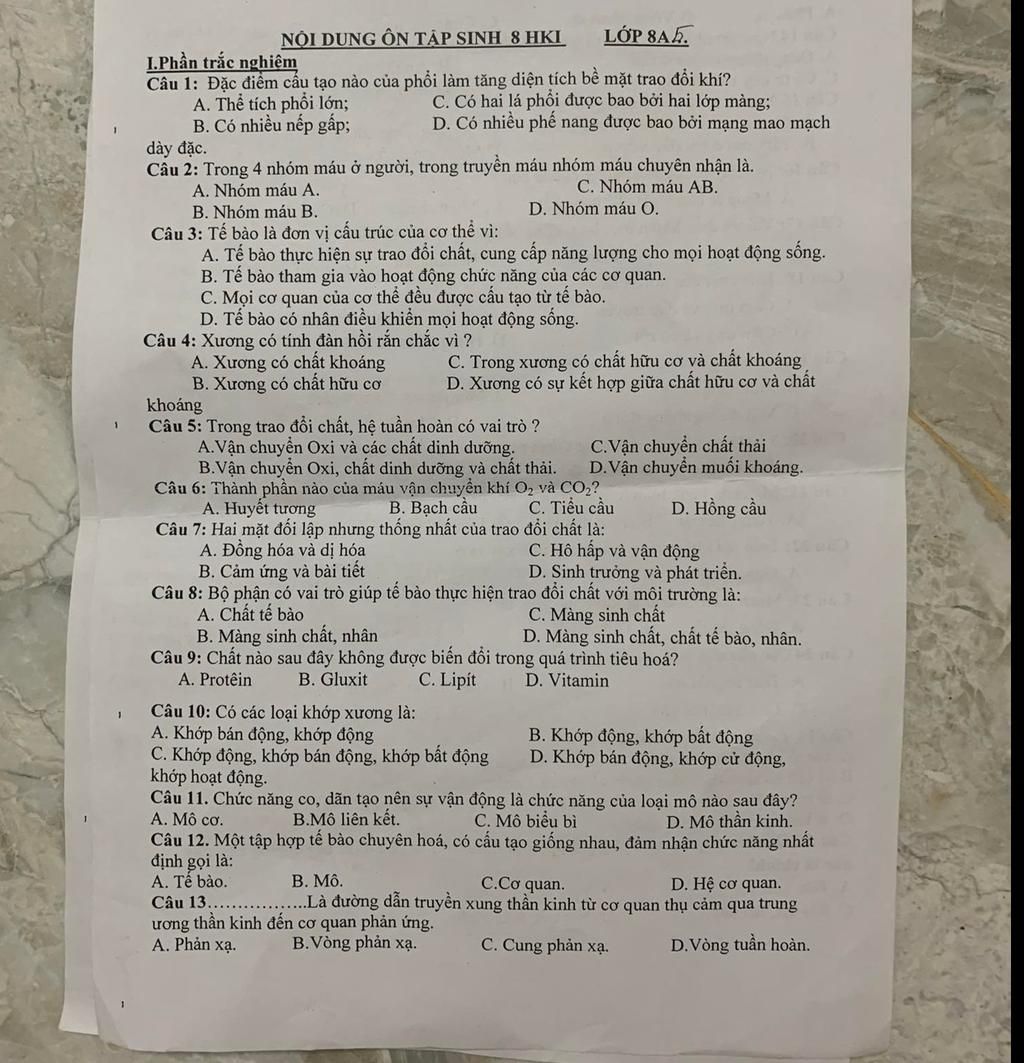 NỘI DUNG ÔN TẬP SINH 8 HKI LỚP 8A5.
I.Phần trắc nghiệm
Câu 1: Đặc điểm cấu tạo nào của phổi làm tăng diện tích bề mặt trao đổi khí?
A. Thể tích phổi lớn; C. Có hai lá phổi được bao bởi hai lớp màng;
B. Có nhiều nếp gấp; D. Có nhiều phế nang được bao bởi mạng mao mạch
dày đặc.
Câu 2: Trong 4 nhóm máu ở người, trong truyền máu nhóm máu chuyên nhận là.
A. Nhóm máu A. C. Nhóm máu AB.
B. Nhóm máu B. D. Nhóm máu O.
Câu 3: Tế bào là đơn vị cấu trúc của cơ thể vì:
A. Tế bào thực hiện sự trao đổi chất, cung cấp năng lượng cho mọi hoạt động sống.
B. Tế bào tham gia vào hoạt động chức năng của các cơ quan.
C. Mọi cơ quan của cơ thể đều được cấu tạo từ tế bào.
D. Tế bào có nhân điều khiển mọi hoạt động sống.
Câu 4: Xương có tính đàn hồi rắn chắc vì ?
A. Xương có chất khoáng C. Trong xương có chất hữu cơ và chất khoáng
B. Xương có chất hữu cơ D. Xương có sự kết hợp giữa chất hữu cơ và chất
khoáng
Câu 5: Trong trao đổi chất, hệ tuần hoàn có vai trò ?
A.Vận chuyển Oxi và các chất dinh dưỡng. C.Vận chuyển chất thải
B.Vận chuyển Oxi, chất dinh dưỡng và chất thải. D.Vận chuyển muối khoáng.
Câu 6: Thành phần nào của máu vận chuyển khí O₂ và CO₂?
A. Huyết tương B. Bạch cầu C. Tiểu cầu D. Hồng cầu
Câu 7: Hai mặt đối lập nhưng thống nhất của trao đổi chất là:
A. Đồng hóa và dị hóa C. Hô hấp và vận động
B. Cảm ứng và bài tiết D. Sinh trưởng và phát triển.
Câu 8: Bộ phận có vai trò giúp tế bào thực hiện trao đổi chất với môi trường là:
A. Chất tế bào C. Màng sinh chất
B. Màng sinh chất, nhân D. Màng sinh chất, chất tế bào, nhân.
Câu 9: Chất nào sau đây không được biến đổi trong quá trình tiêu hoá?
A. Protêin B. Gluxit C. Lipít D. Vitamin
Câu 10: Có các loại khớp xương là:
A. Khớp bán động, khớp động B. Khớp động, khớp bất động
C. Khớp động, khớp bán động, khớp bất động D. Khớp bán động, khớp cử động,
khớp hoạt động.
Câu 11. Chức năng co, dãn tạo nên sự vận động là chức năng của loại mô nào sau đây?
A. Mô cơ. B.Mô liên kết. C. Mô biểu bì D. Mô thần kinh.
Câu 12. Một tập hợp tế bào chuyên hoá, có cấu tạo giống nhau, đảm nhận chức năng nhất
định gọi là:
A. Tế bào. B. Mô. C.Cơ quan. D. Hệ cơ quan.
Câu 13................Là đường dẫn truyền xung thần kinh từ cơ quan thụ cảm qua trung
ương thần kinh đến cơ quan phản ứng.
A. Phản xạ. B.Vòng phản xạ. C. Cung phản xạ. D.Vòng tuần hoàn.